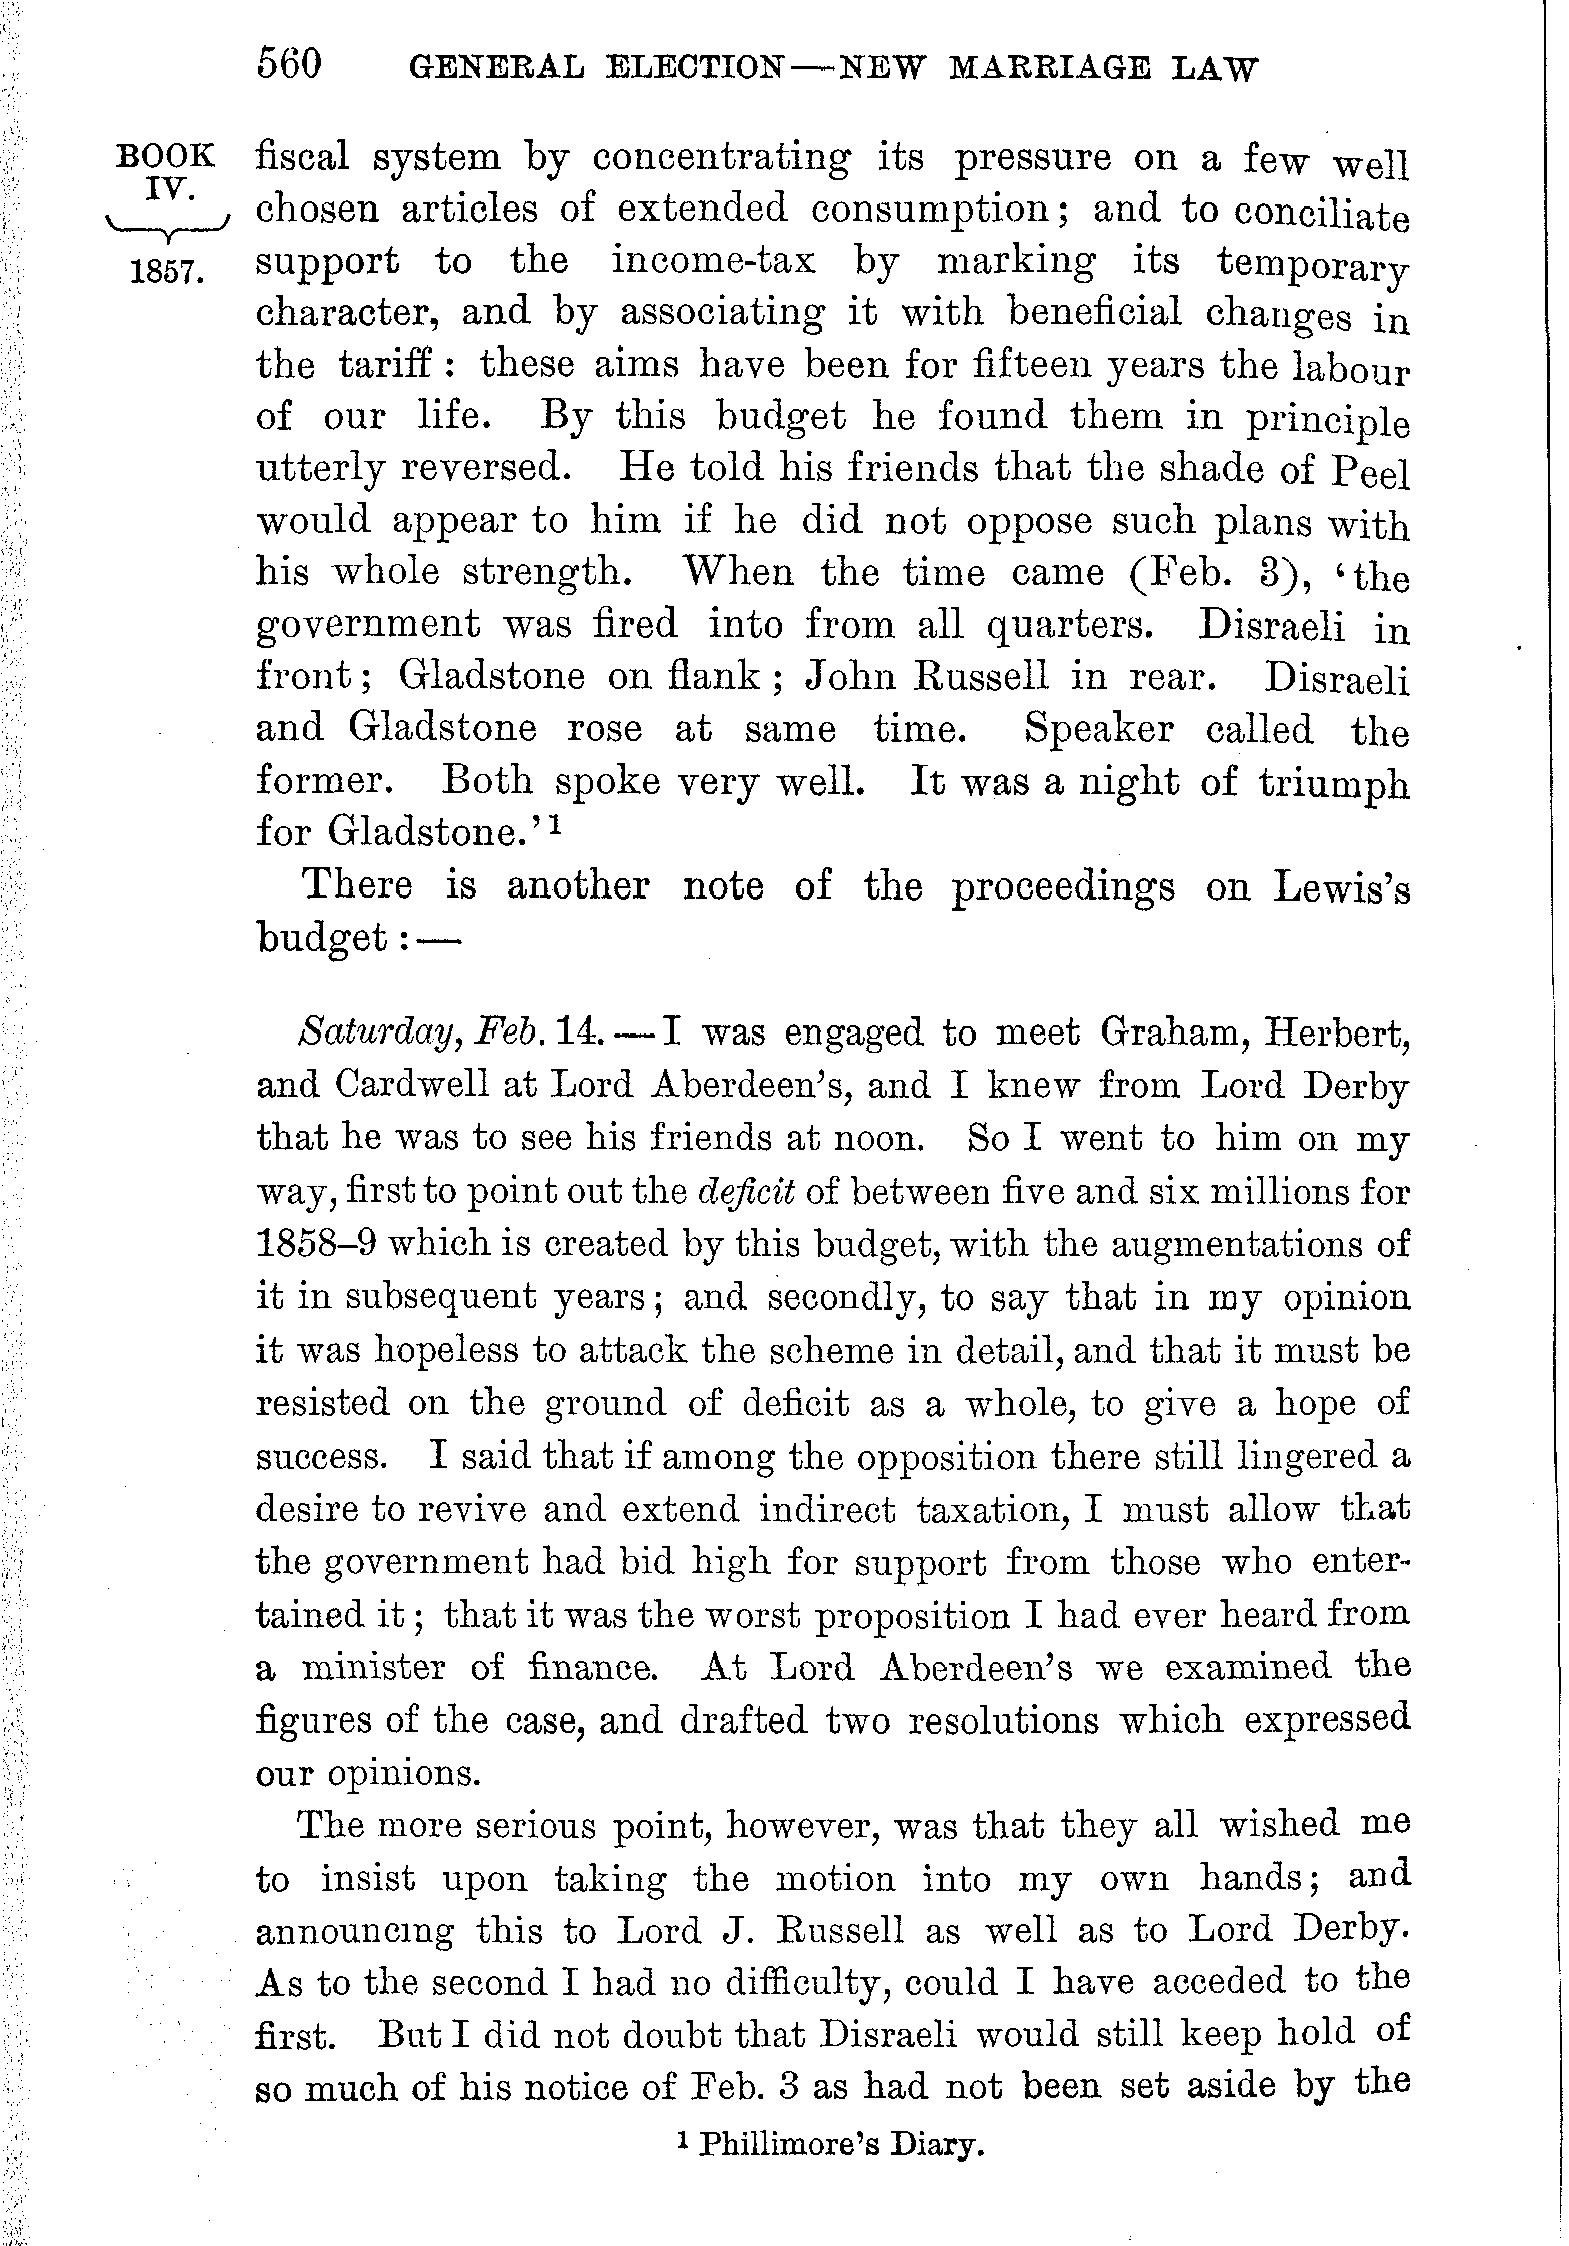 560 GENERAL ELECTION—NEW MARRIAGE LAW
BOOK
IV.
1857.
fiscal system by concentrating its pressure on a few well
chosen articles of extended consumption; and to conciliate
support to the income-tax by marking its temporary
character, and by associating it with beneficial changes in
the tariff: these aims have been for fifteen years the labour
of our life. By this budget he found them in principle
utterly reversed. He told his friends that the shade of Peel
would appear to him if he did not oppose such plans with
his whole strength. When the time came (Feb. 3), ‘the
government was fired into from all quarters. Disraeli in
front; Gladstone on flank; John Russell in rear. Disraeli
and Gladstone rose at same time. Speaker called the
former. Both spoke very well. It was a night of triumph
for Gladstone.’1
There is another note of the proceedings on Lewis’s
budget:—
Saturday, Feb. 14.—I was engaged to meet Graham, Herbert,
and Cardwell at Lord Aberdeen’s, and I knew from Lord Derby
that he was to see his friends at noon. So I went to him on my
way, first to point out the deficit of between five and six millions for
1858–9 which is created by this budget, with the augmentations of
it in subsequent years; and secondly, to say that in my opinion
it was hopeless to attack the scheme in detail, and that it must be
resisted on the ground of deficit as a whole, to give a hope of
success. I said that if among the opposition there still lingered a
desire to revive and extend indirect taxation, I must allow that
the government had bid high for support from those who enter-
tained it; that it was the worst proposition I had ever heard from
a minister of finance. At Lord Aberdeen’s we examined the
figures of the case, and drafted two resolutions which expressed
our opinions.
The more serious point, however, was that they all wished me
to insist upon taking the motion into my own hands; and
announcing this to Lord J. Russell as well as to Lord Derby.
As to the second I had no difficulty, could I have acceded to the
first. But I did not doubt that Disraeli would still keep hold of
so much of his notice of Feb. 3 as had not been set aside by the
1 Phillimore’s Diary.